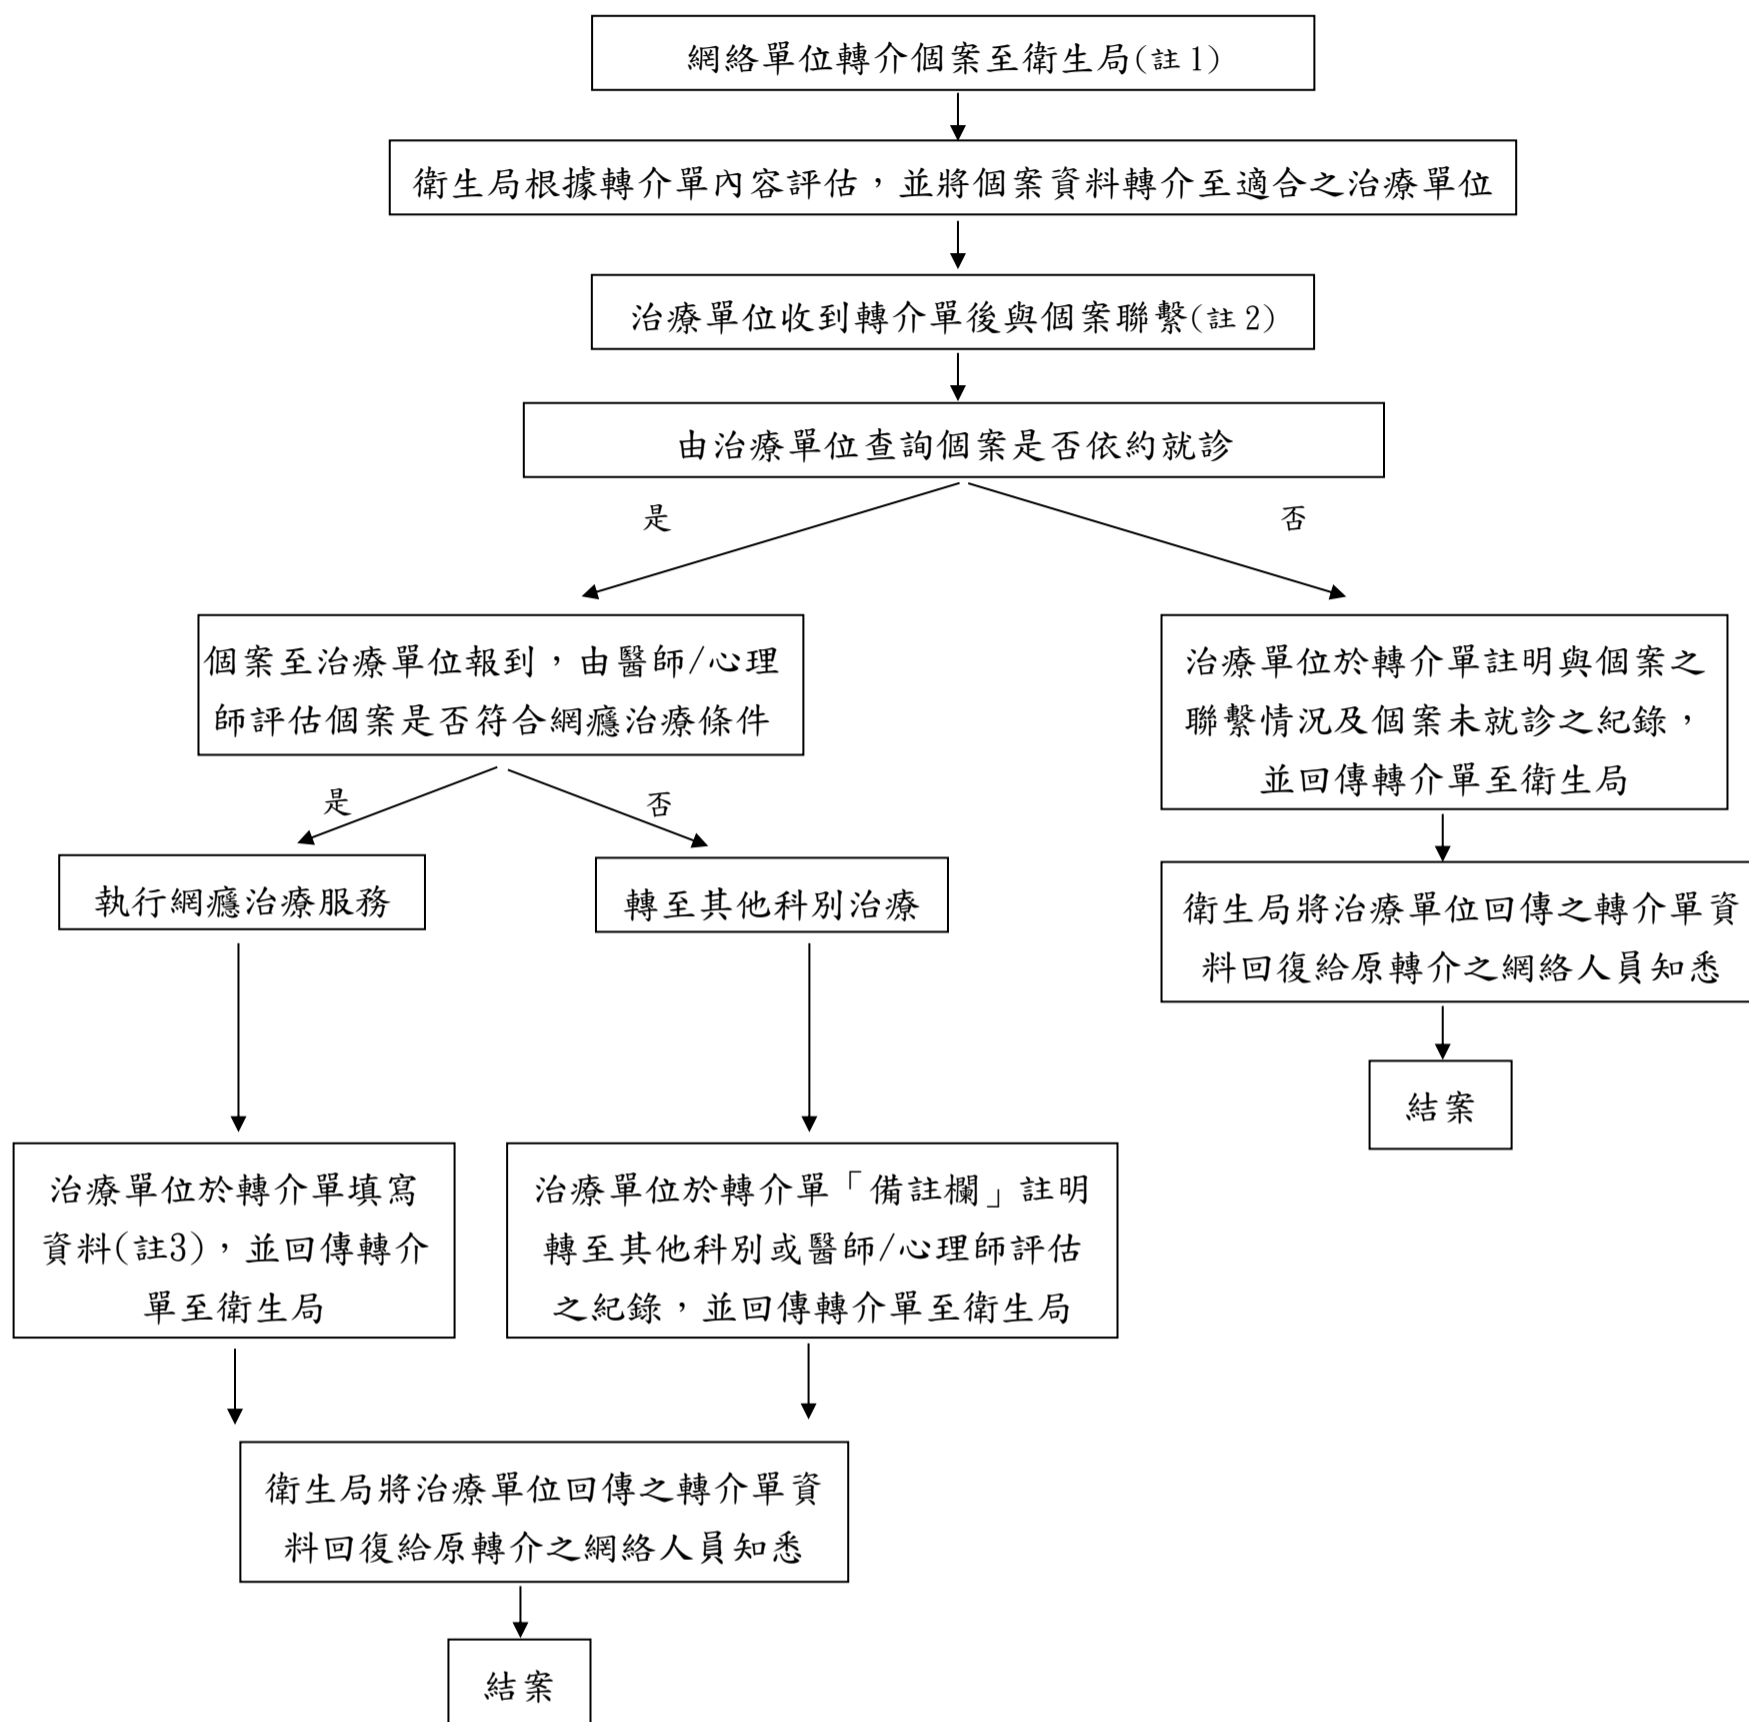 網絡單位轉介個案至衛生局(註1)
衛生局根據轉介單內容評估，並將個案資料轉介至適合之治療單位
治療單位收到轉介單後與個案聯繫(註2)
由治療單位查詢個案是否依約就診
是
否
個案至治療單位報到，由醫師/心理
師評估個案是否符合網癮治療條件
治療單位於轉介單註明與個案之
聯繫情況及個案未就診之紀錄，
並回傳轉介單至衛生局
是
否
執行網癮治療服務
轉至其他科別治療
衛生局將治療單位回傳之轉介單資
料回復給原轉介之網絡人員知悉
結案
治療單位於轉介單填寫
資料(註3)，並回傳轉介
單至衛生局
治療單位於轉介單「備註欄」註明
轉至其他科別或醫師/心理師評估
之紀錄，並回傳轉介單至衛生局
衛生局將治療單位回傳之轉介單資
料回復給原轉介之網絡人員知悉
結案